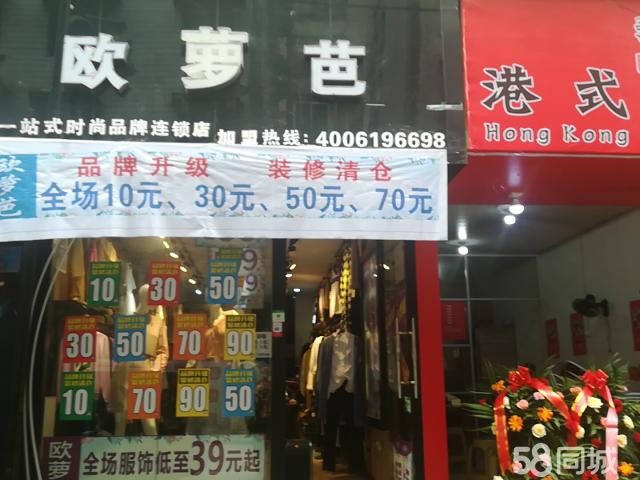 欧萝芭
一站式时尚品牌连锁店 加盟热线:4006196698
欧萝芭
品牌升级 装修清仓
全场10元、30元、50元、70元
港式
Hong Kong
10
30
50
99
30
50
70
90
10
70
90
50
欧萝
全场服饰低至39元起
58同城